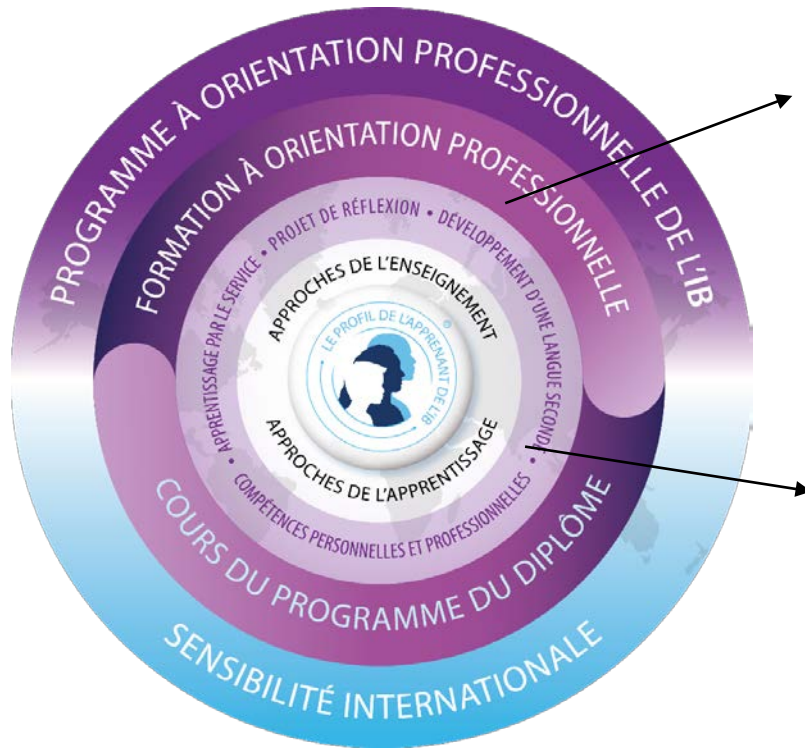 PROGRAMME À ORIENTATION PROFESSIONNELLE DE L'IB
FORMATION À ORIENTATION PROFESSIONNELLE
APPRENTISSAGE PAR LE SERVICE • PROJET DE RÉFLEXION • DÉVELOPPEMENT D'UNE LANGUE SECONDE •
APPROCHES DE L'ENSEIGNEMENT
LE PROFIL DE L'APPRENANT DE L'IB
®
APPROCHES DE L'APPRENTISSAGE
• COMPÉTENCES PERSONNELLES ET PROFESSIONNELLES
COURS DU PROGRAMME DU DIPLÔME
SENSIBILITÉ INTERNATIONALE